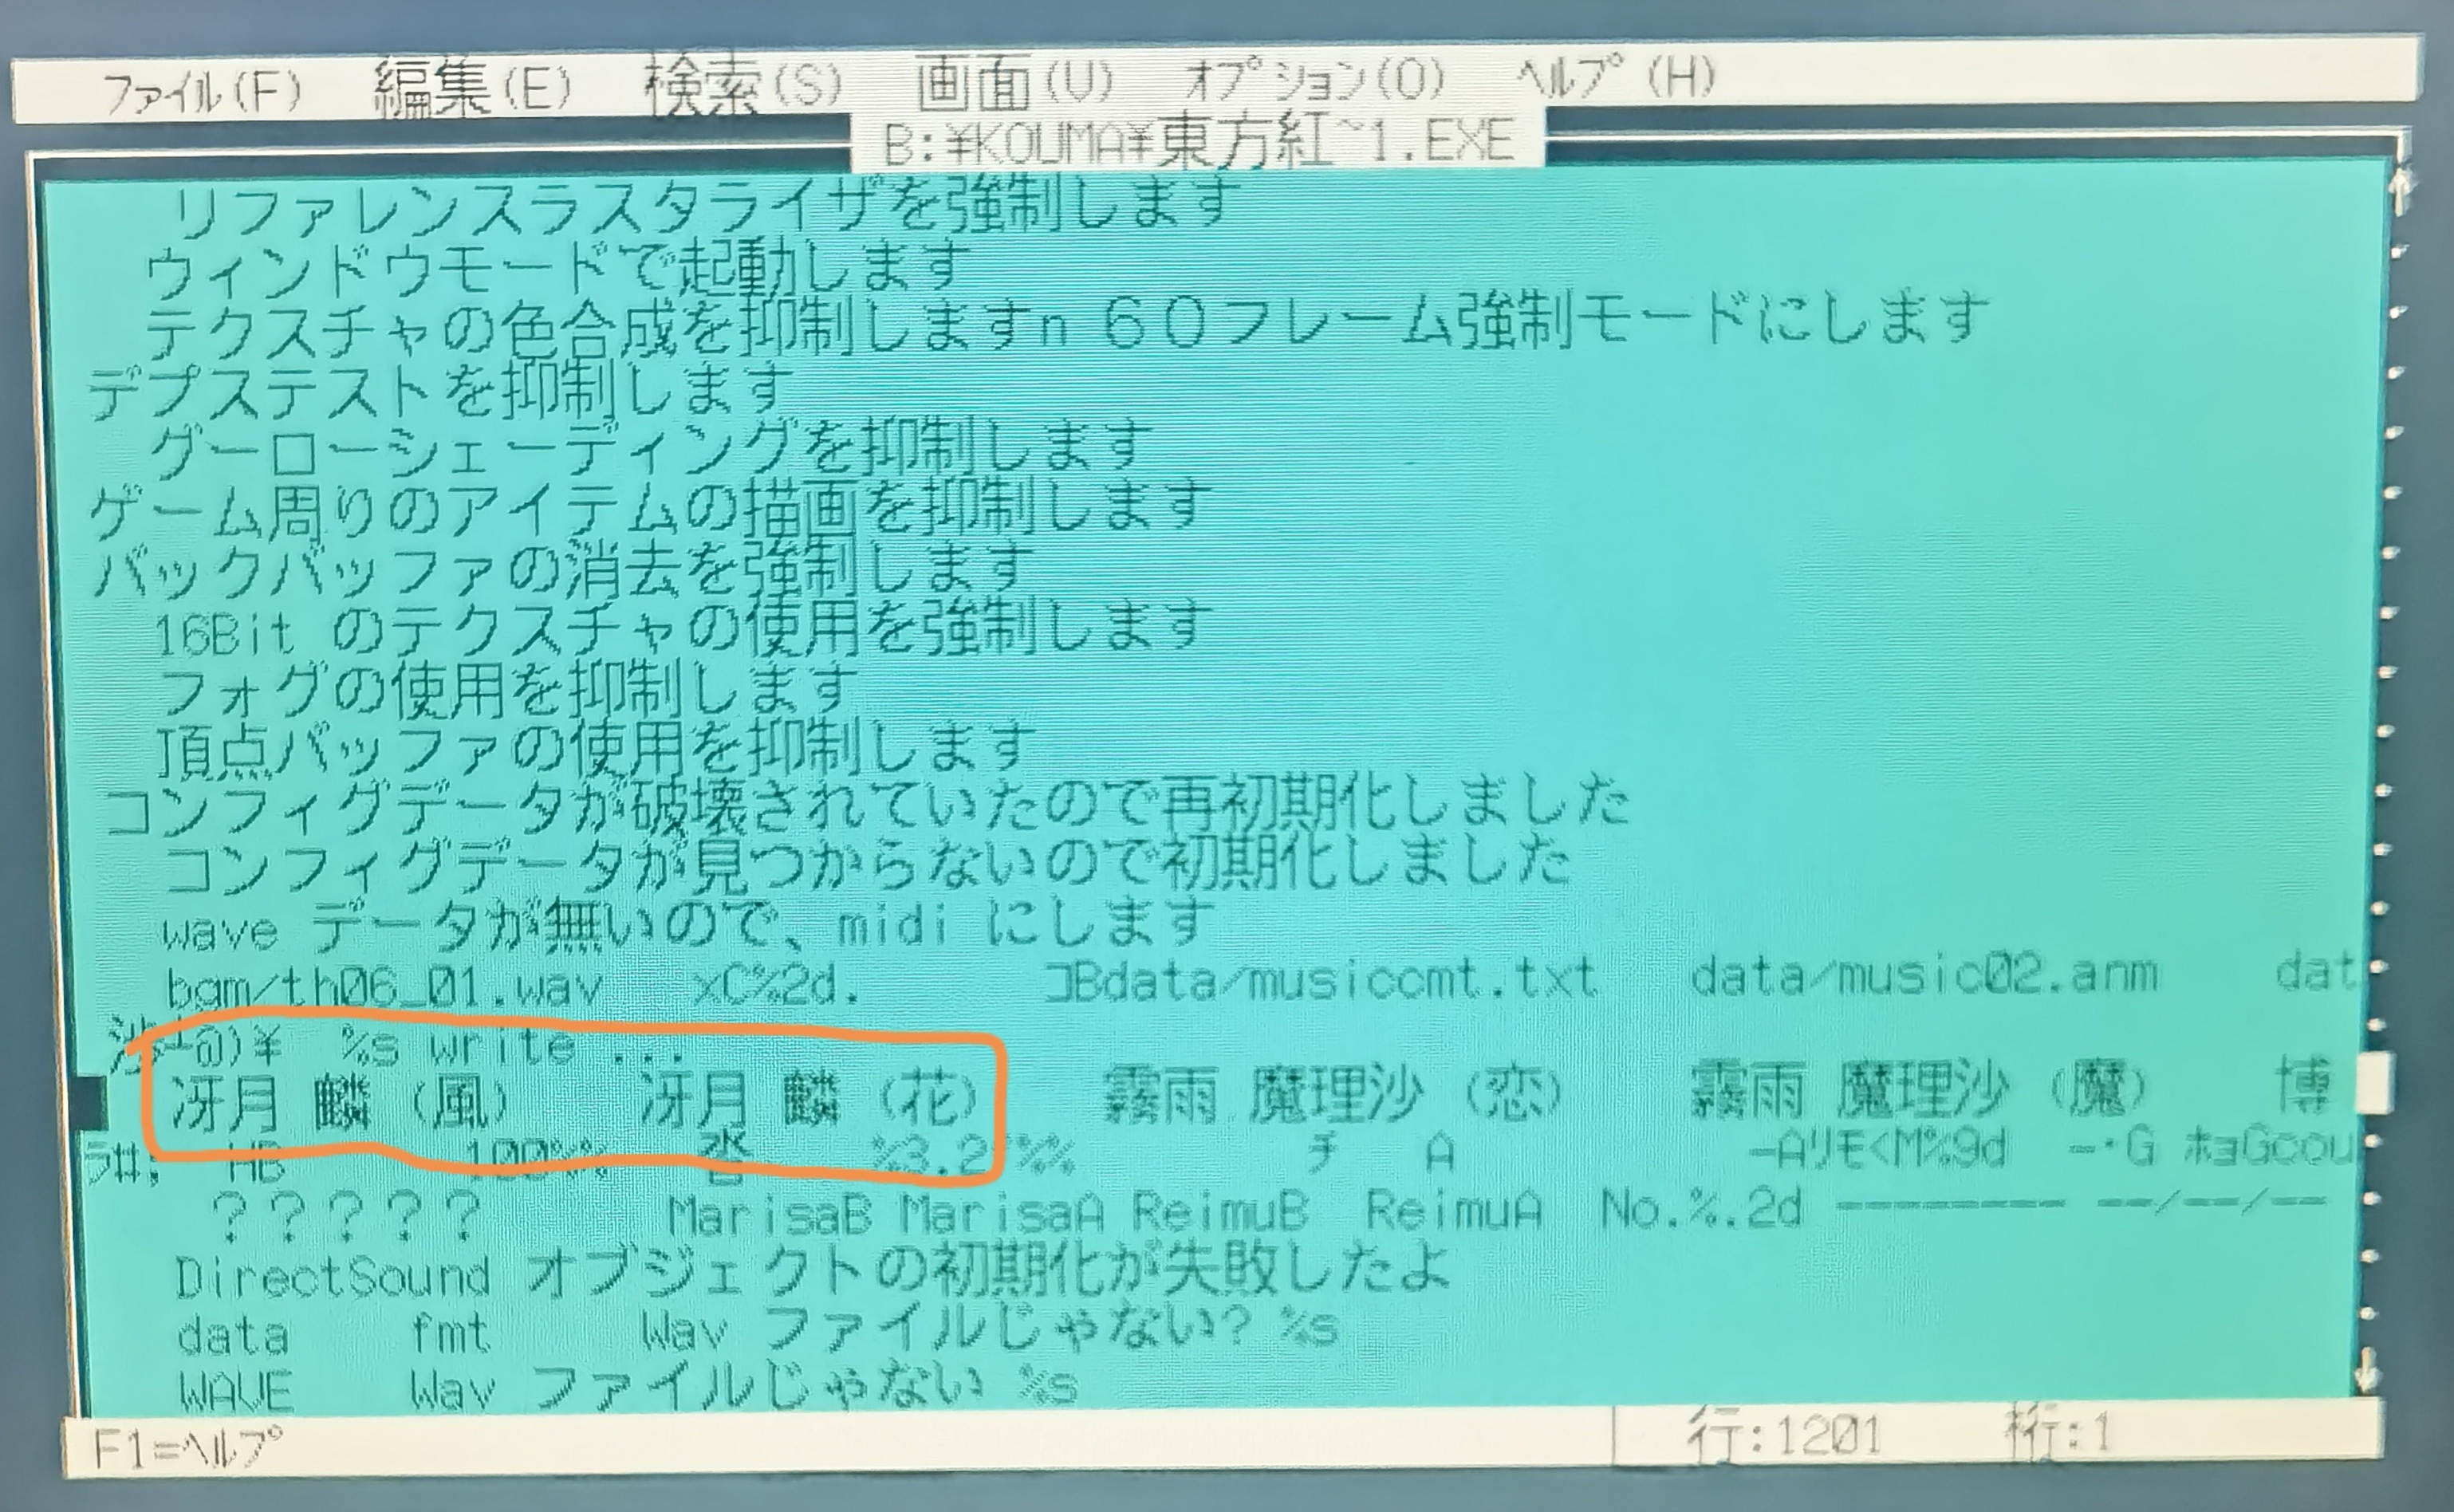 ファイル(F) 編集(E) 検索(S) 画面(U) オプション(O) ヘルプ(H)
B:¥KOUMA¥東方紅~1.EXE
リファレンスラスタライザを強制します
ウィンドウモードで起動します
テクスチャの色合成を抑制しますn 60フレーム強制モードにします
デプステストを抑制します
グーローシェーディングを抑制します
ゲーム周りのアイテムの描画を抑制します
バックバッファの消去を強制します
16Bit のテクスチャの使用を強制します
フォグの使用を抑制します
頂点バッファの使用を抑制します
コンフィグデータが破壊されていたので再初期化しました
コンフィグデータが見つからないので初期化しました
wave データが無いので、midi にします
bgm/th06_01.wav %2d. コBdata/musiccmt.txt data/music02.anm dat
@)¥ %s write ...
冴月 麟 (風) 冴月 麟 (花) 霧雨 魔理沙 (恋) 霧雨 魔理沙 (魔) 博
HB 100%% チ A -Aリモ<M%9d -・G ホョGcou
????? MarisaB MarisaA ReimuB ReimuA No.%.2d -------- --/--/--
DirectSound オブジェクトの初期化が失敗したよ
data fmt Wav ファイルじゃない? %s
WAVE Wav ファイルじゃない %s
F1=ヘルプ 行:1201 桁:1